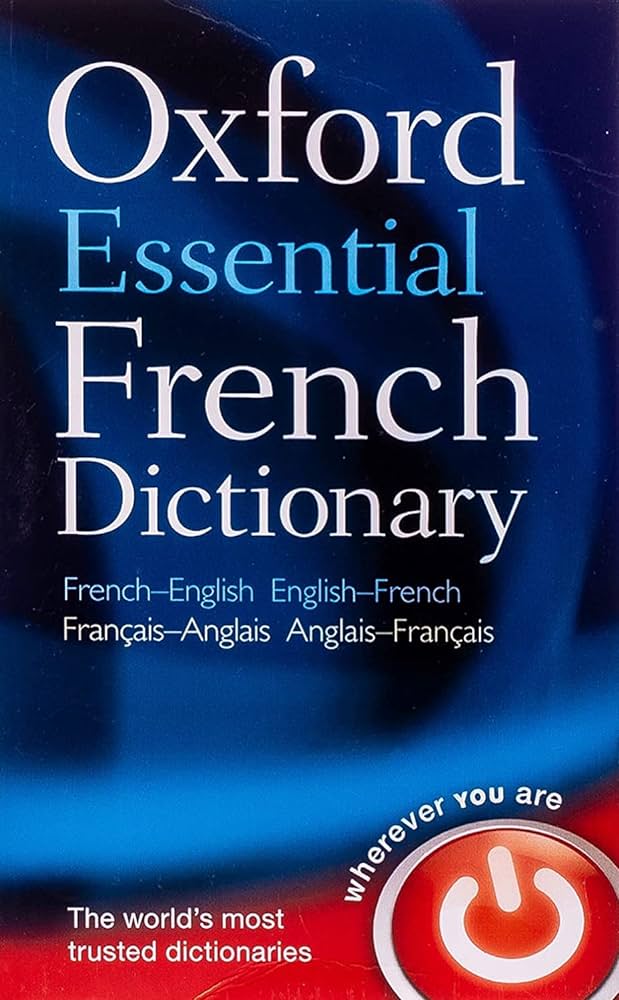 Oxford
Essential
French
Dictionary
French–English English–French
Français–Anglais Anglais–Français
wherever YOU are
The world's most
trusted dictionaries